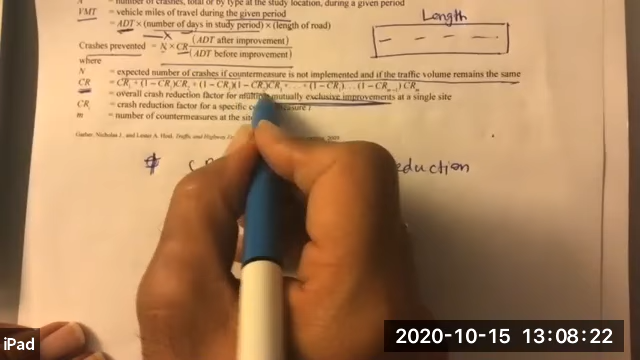 = number of crashes, total or by type at the study location, during a given period
VMT = vehicle miles of travel during the given period
= ADT × (number of days in study period) × (length of road)
Length
x
Crashes prevented = N × CR (ADT after improvement)
(ADT before improvement)
where
N = expected number of crashes if countermeasure is not implemented and if the traffic volume remains the same
CR = CR₁ + (1 – CR₁)CR₂ + (1 – CR₁)(1 – CR₂)CR₃ + . . . + (1 – CR₁) . . . (1 – CRₘ₋₁) CRₘ
= overall crash reduction factor for multiple mutually exclusive improvements at a single site
CRᵢ = crash reduction factor for a specific countermeasure i
m = number of countermeasures at the site
Garber, Nicholas J., and Lester A. Hoel, Traffic and Highway
eduction
iPad
2020-10-15 13:08:22